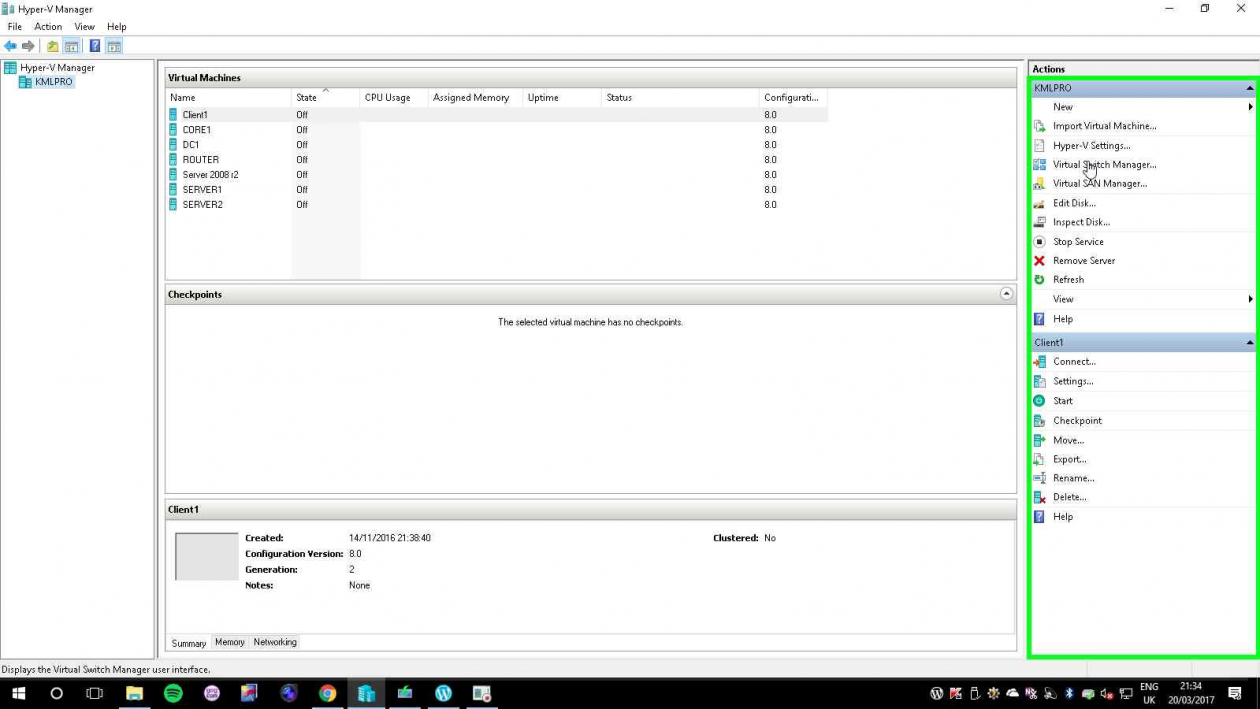 Hyper-V Manager
File Action View Help
Hyper-V Manager
KMLPRO
Virtual Machines
Name State CPU Usage Assigned Memory Uptime Status Configurati...
Client1 Off 8.0
CORE1 Off 8.0
DC1 Off 8.0
ROUTER Off 8.0
Server 2008 r2 Off 8.0
SERVER1 Off 8.0
SERVER2 Off 8.0
Checkpoints
The selected virtual machine has no checkpoints.
Client1
Created: 14/11/2016 21:38:40 Clustered: No
Configuration Version: 8.0
Generation: 2
Notes: None
Summary Memory Networking
Actions
KMLPRO
New
Import Virtual Machine...
Hyper-V Settings...
Virtual Switch Manager...
Virtual SAN Manager...
Edit Disk...
Inspect Disk...
Stop Service
Remove Server
Refresh
View
Help
Client1
Connect...
Settings...
Start
Checkpoint
Move...
Export...
Rename...
Delete...
Help
Displays the Virtual Switch Manager user interface.
ENG
UK
21:34
20/03/2017